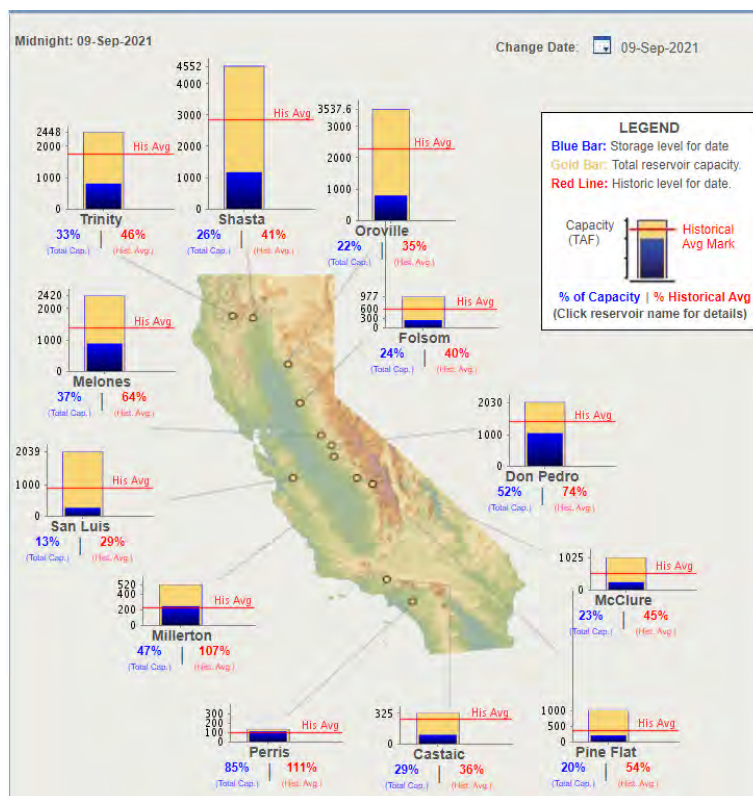 Midnight: 09-Sep-2021
Change Date: 09-Sep-2021
4552
4000
3000
2000
1000
0
His Avg
Shasta
26% | 41%
(Total Cap.) (Hist. Avg.)
2448
2000
1000
0
His Avg
Trinity
33% | 46%
(Total Cap.) (Hist. Avg.)
3537.6
3000
2000
1000
0
His Avg
Oroville
22% | 35%
(Total Cap.) (Hist. Avg.)
LEGEND
Blue Bar: Storage level for date
Gold Bar: Total reservoir capacity.
Red Line: Historic level for date.
Capacity
(TAF)
Historical
Avg Mark
% of Capacity | % Historical Avg
(Click reservoir name for details)
2420
2000
1000
0
His Avg
Melones
37% | 64%
(Total Cap.) (Hist. Avg.)
977
600
300
0
His Avg
Folsom
24% | 40%
(Total Cap.) (Hist. Avg.)
2030
1000
0
His Avg
Don Pedro
52% | 74%
(Total Cap.) (Hist. Avg.)
2039
1000
0
His Avg
San Luis
13% | 29%
(Total Cap.) (Hist. Avg.)
1025
0
His Avg
McClure
23% | 45%
(Total Cap.) (Hist. Avg.)
520
400
200
0
His Avg
Millerton
47% | 107%
(Total Cap.) (Hist. Avg.)
300
200
100
0
His Avg
Perris
85% | 111%
(Total Cap.) (Hist. Avg.)
325
0
His Avg
Castaic
29% | 36%
(Total Cap.) (Hist. Avg.)
1000
500
0
His Avg
Pine Flat
20% | 54%
(Total Cap.) (Hist. Avg.)